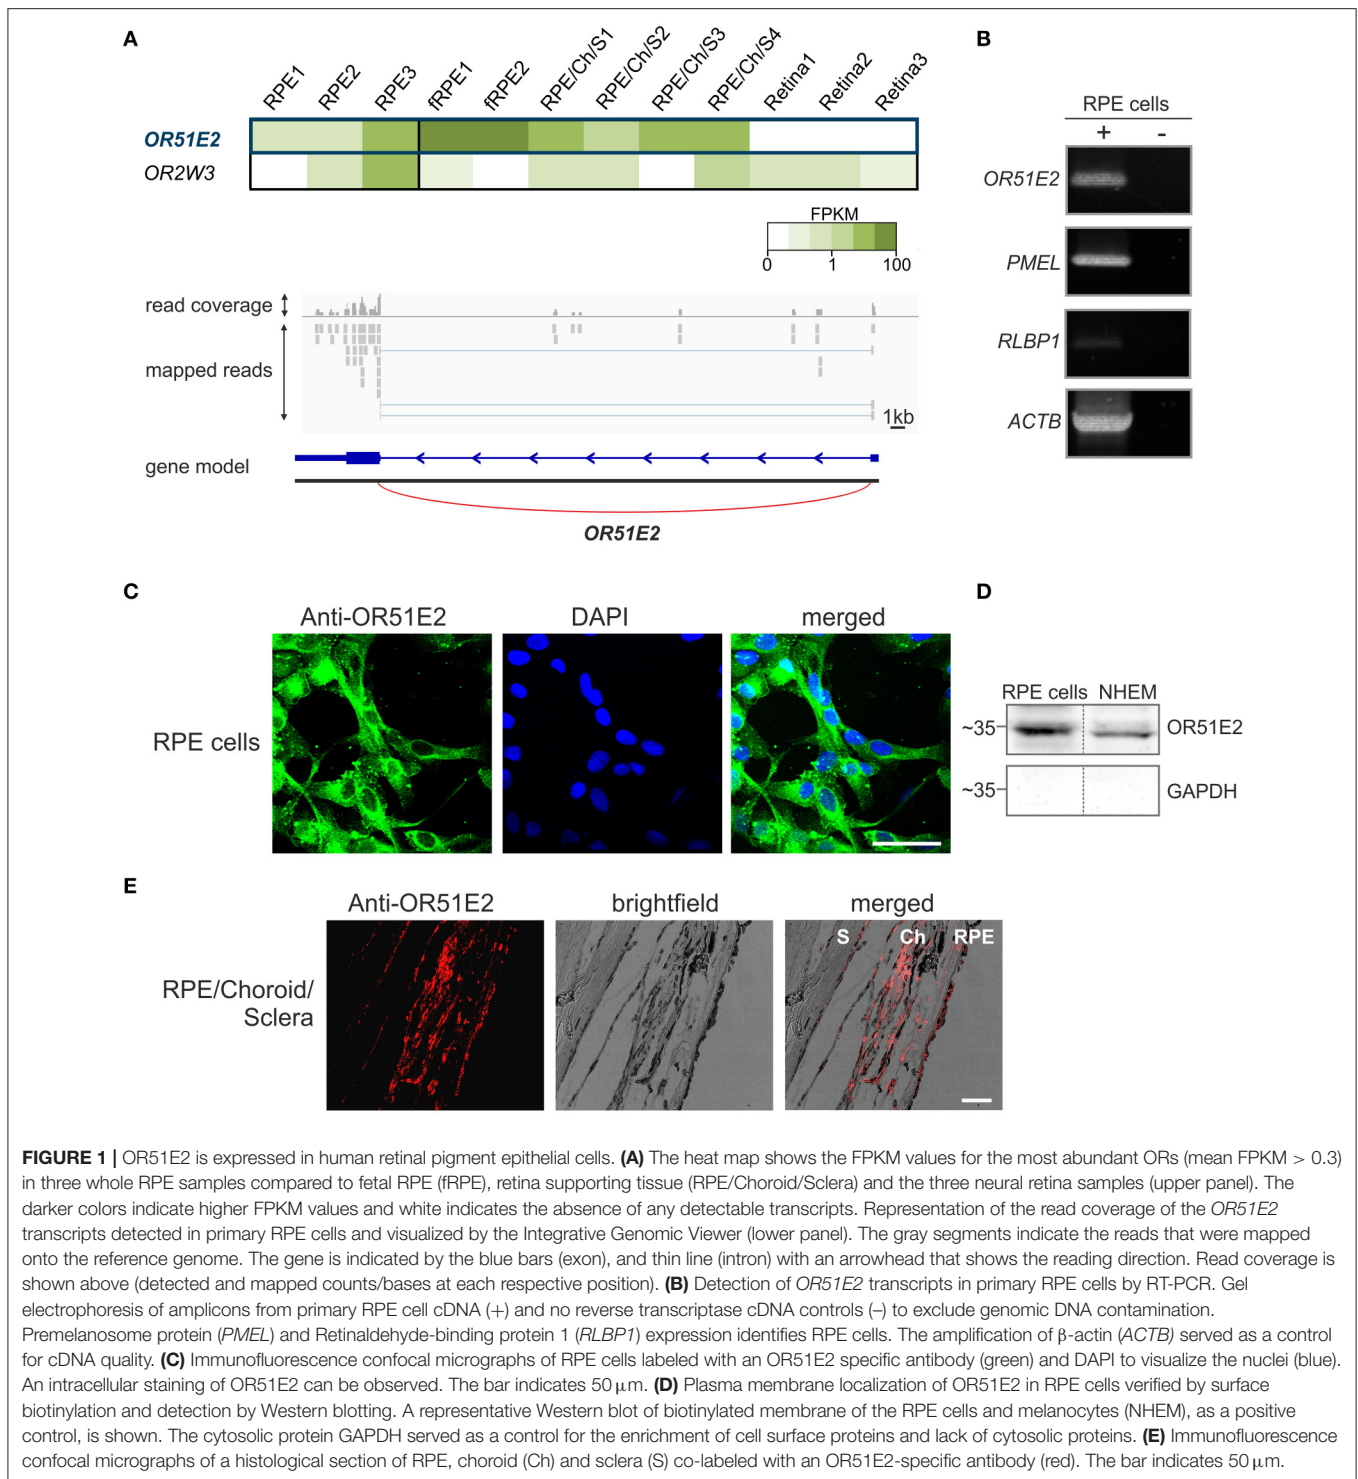 A
B
RPE1 RPE2 RPE3 fRPE1 fRPE2 RPE/Ch/S1 RPE/Ch/S2 RPE/Ch/S3 RPE/Ch/S4 Retina1 Retina2 Retina3
OR51E2
OR2W3
FPKM
0 1 100
read coverage
mapped reads
1kb
gene model
OR51E2
RPE cells
+ -
OR51E2
PMEL
RLBP1
ACTB
C
D
Anti-OR51E2 DAPI merged
RPE cells
RPE cells NHEM
~35 OR51E2
~35 GAPDH
E
Anti-OR51E2 brightfield merged
S Ch RPE
RPE/Choroid/
Sclera
FIGURE 1 | OR51E2 is expressed in human retinal pigment epithelial cells. (A) The heat map shows the FPKM values for the most abundant ORs (mean FPKM > 0.3)
in three whole RPE samples compared to fetal RPE (fRPE), retina supporting tissue (RPE/Choroid/Sclera) and the three neural retina samples (upper panel). The
darker colors indicate higher FPKM values and white indicates the absence of any detectable transcripts. Representation of the read coverage of the OR51E2
transcripts detected in primary RPE cells and visualized by the Integrative Genomic Viewer (lower panel). The gray segments indicate the reads that were mapped
onto the reference genome. The gene is indicated by the blue bars (exon), and thin line (intron) with an arrowhead that shows the reading direction. Read coverage is
shown above (detected and mapped counts/bases at each respective position). (B) Detection of OR51E2 transcripts in primary RPE cells by RT-PCR. Gel
electrophoresis of amplicons from primary RPE cell cDNA (+) and no reverse transcriptase cDNA controls (–) to exclude genomic DNA contamination.
Premelanosome protein (PMEL) and Retinaldehyde-binding protein 1 (RLBP1) expression identifies RPE cells. The amplification of β-actin (ACTB) served as a control
for cDNA quality. (C) Immunofluorescence confocal micrographs of RPE cells labeled with an OR51E2 specific antibody (green) and DAPI to visualize the nuclei (blue).
An intracellular staining of OR51E2 can be observed. The bar indicates 50 μm. (D) Plasma membrane localization of OR51E2 in RPE cells verified by surface
biotinylation and detection by Western blotting. A representative Western blot of biotinylated membrane of the RPE cells and melanocytes (NHEM), as a positive
control, is shown. The cytosolic protein GAPDH served as a control for the enrichment of cell surface proteins and lack of cytosolic proteins. (E) Immunofluorescence
confocal micrographs of a histological section of RPE, choroid (Ch) and sclera (S) co-labeled with an OR51E2-specific antibody (red). The bar indicates 50 μm.